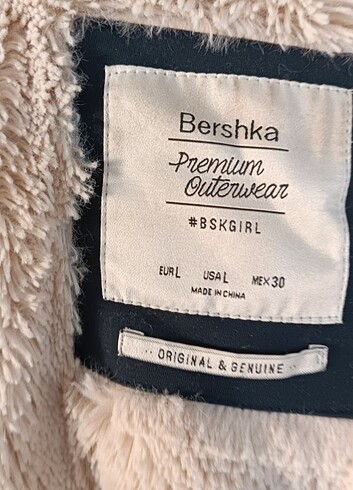 Bershka
Premium
Outerwear
#BSKGIRL
EUR L USA L MEX 30
MADE IN CHINA
·· ORIGINAL & GENUINE ··